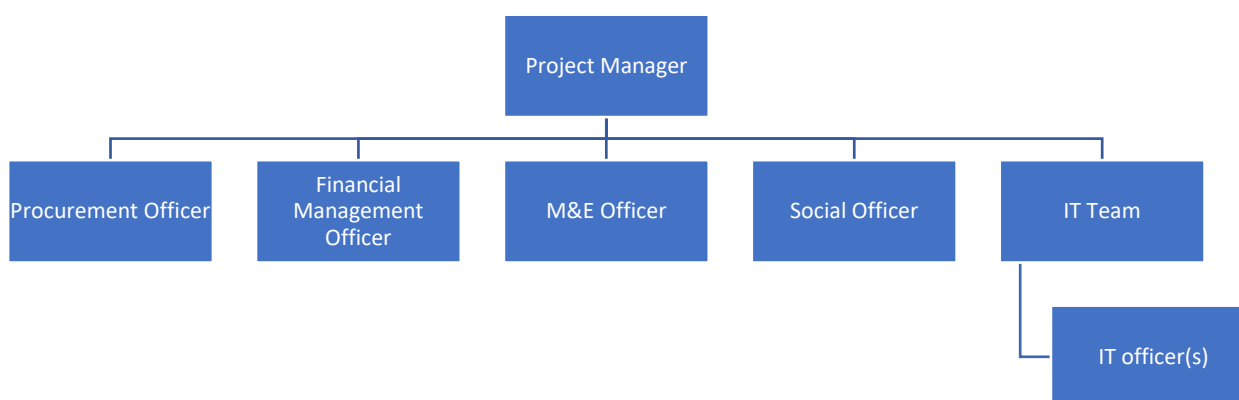 Project Manager
Procurement Officer
Financial
Management
Officer
M&E Officer
Social Officer
IT Team
IT officer(s)